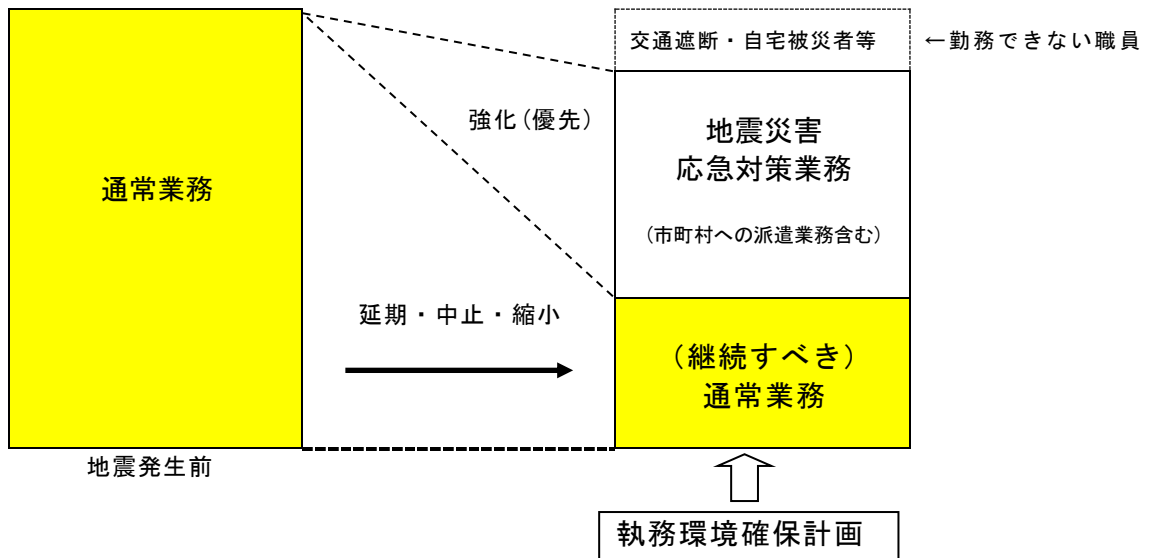 交通遮断・自宅被災者等
←勤務できない職員
強化(優先)
地震災害
応急対策業務
(市町村への派遣業務含む)
通常業務
延期・中止・縮小
(継続すべき)
通常業務
地震発生前
執務環境確保計画